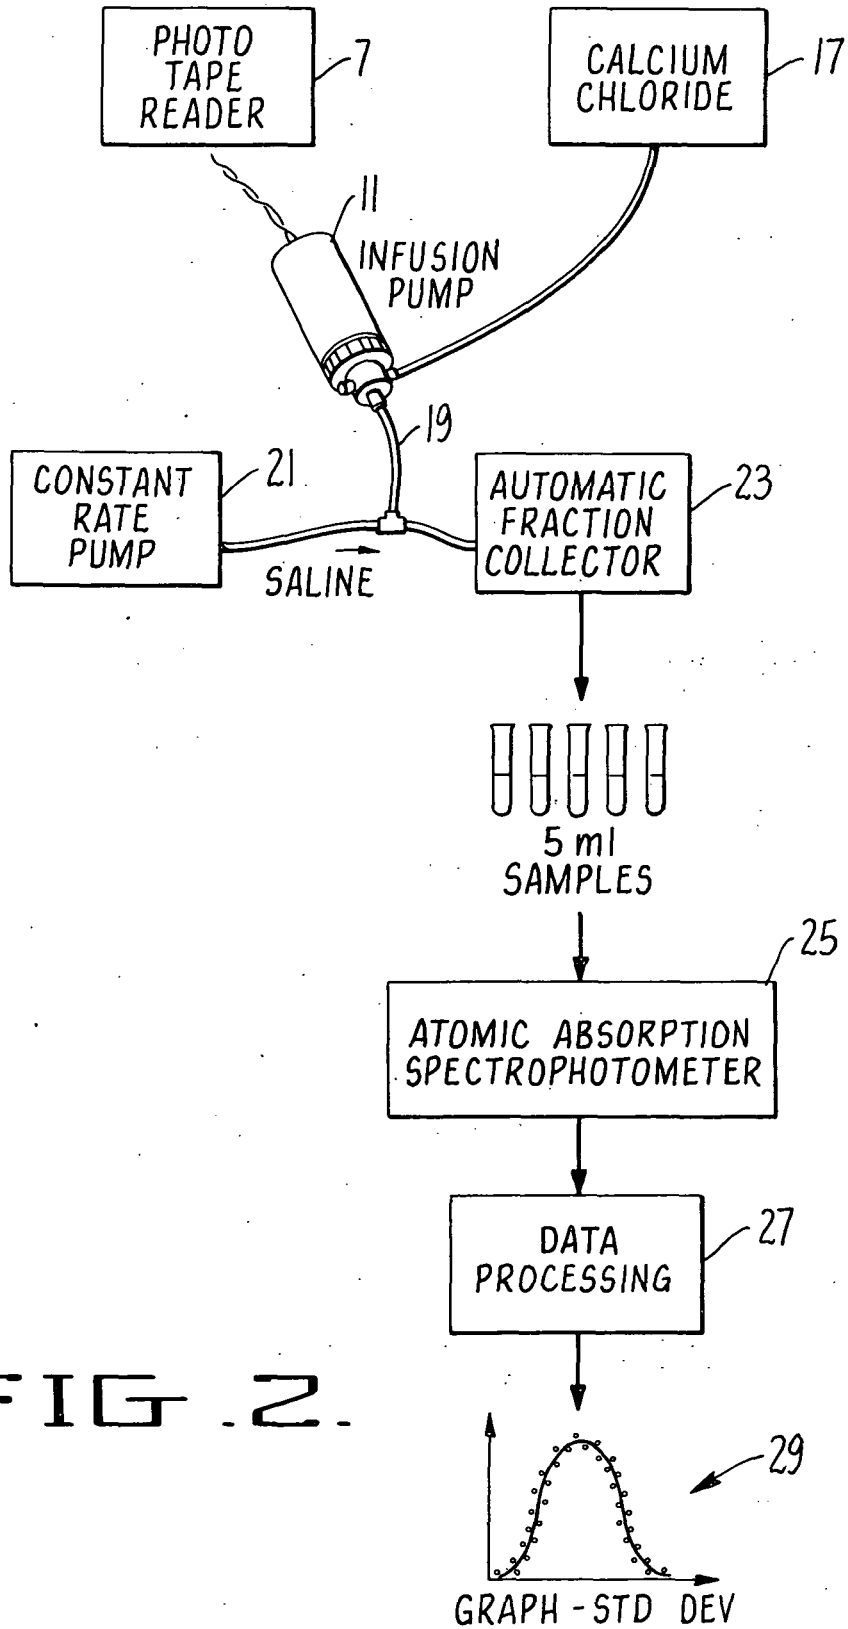 PHOTO
TAPE
READER
7
CALCIUM
CHLORIDE
17
11
INFUSION
PUMP
19
CONSTANT
RATE
PUMP
21
SALINE
AUTOMATIC
FRACTION
COLLECTOR
23
5 ml
SAMPLES
25
ATOMIC ABSORPTION
SPECTROPHOTOMETER
DATA
PROCESSING
27
FIG.2.
29
GRAPH - STD DEV